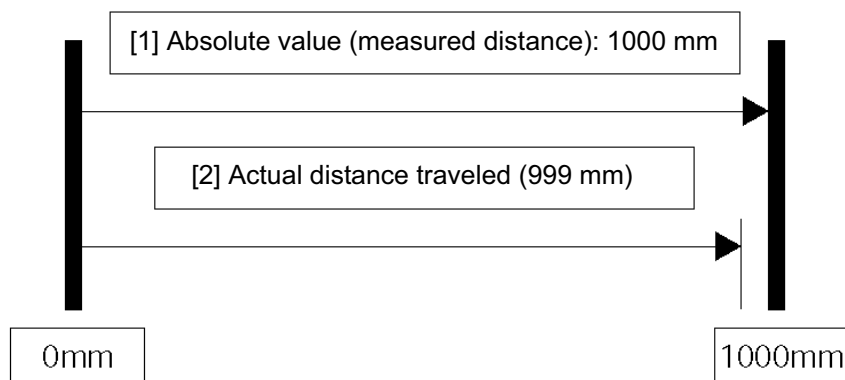 [1] Absolute value (measured distance): 1000 mm
[2] Actual distance traveled (999 mm)
0mm
1000mm